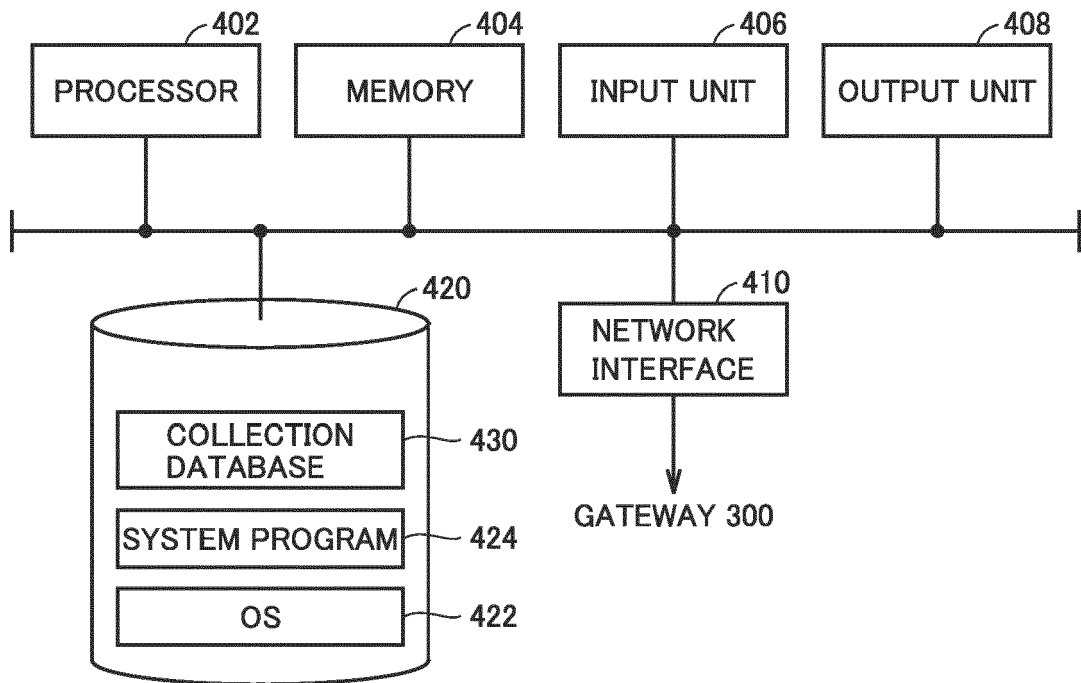 402
404
406
408
PROCESSOR
MEMORY
INPUT UNIT
OUTPUT UNIT
420
410
NETWORK
INTERFACE
COLLECTION
DATABASE
430
GATEWAY 300
SYSTEM PROGRAM
424
OS
422